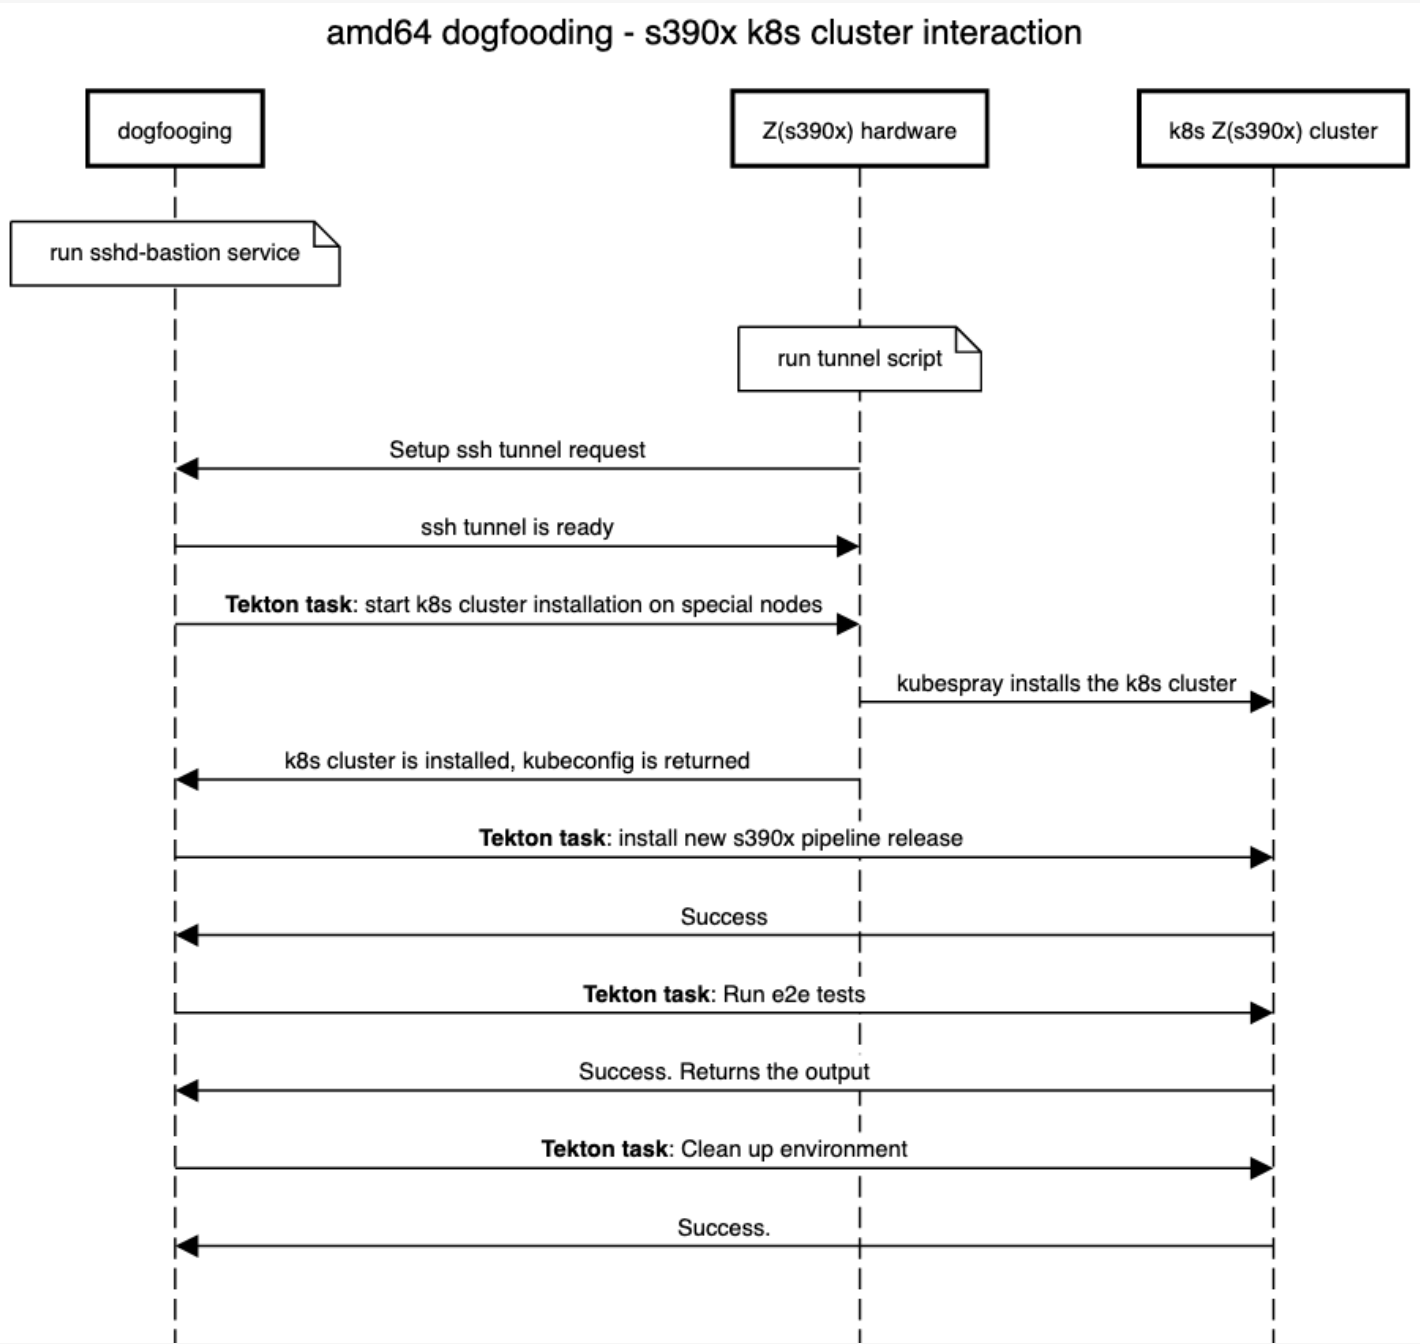 amd64 dogfooding - s390x k8s cluster interaction
dogfooging
Z(s390x) hardware
k8s Z(s390x) cluster
run sshd-bastion service
run tunnel script
Setup ssh tunnel request
ssh tunnel is ready
Tekton task: start k8s cluster installation on special nodes
kubespray installs the k8s cluster
k8s cluster is installed, kubeconfig is returned
Tekton task: install new s390x pipeline release
Success
Tekton task: Run e2e tests
Success. Returns the output
Tekton task: Clean up environment
Success.